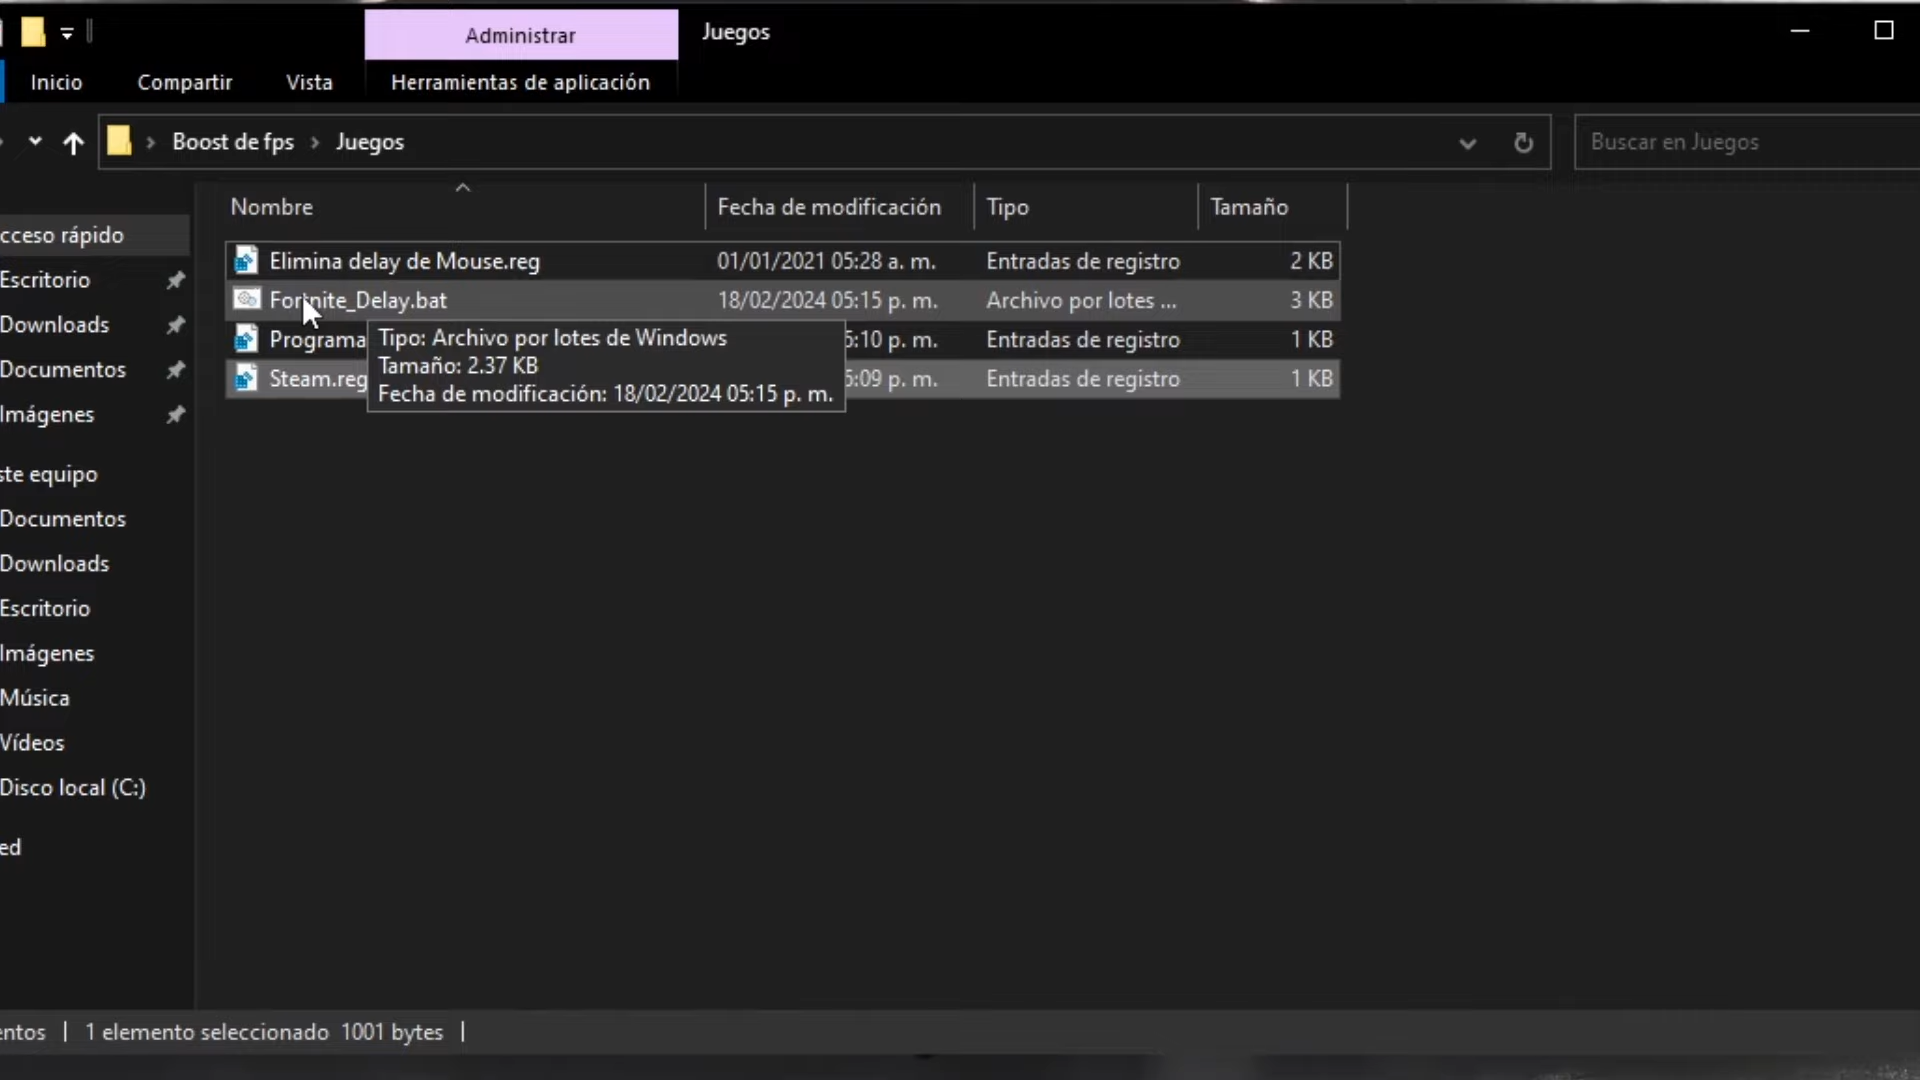 Administrar
Juegos
Inicio
Compartir
Vista
Herramientas de aplicación
Boost de fps > Juegos
Buscar en Juegos
Nombre
Fecha de modificación
Tipo
Tamaño
cceso rápido
Escritorio
Downloads
Documentos
Imágenes
ste equipo
Documentos
Downloads
Escritorio
Imágenes
Música
Vídeos
Disco local (C:)
ed
Elimina delay de Mouse.reg 01/01/2021 05:28 a. m. Entradas de registro 2 KB
Fortnite_Delay.bat 18/02/2024 05:15 p. m. Archivo por lotes ... 3 KB
Programa 5:10 p. m. Entradas de registro 1 KB
Steam.reg 5:09 p. m. Entradas de registro 1 KB
Tipo: Archivo por lotes de Windows
Tamaño: 2.37 KB
Fecha de modificación: 18/02/2024 05:15 p. m.
entos | 1 elemento seleccionado 1001 bytes |